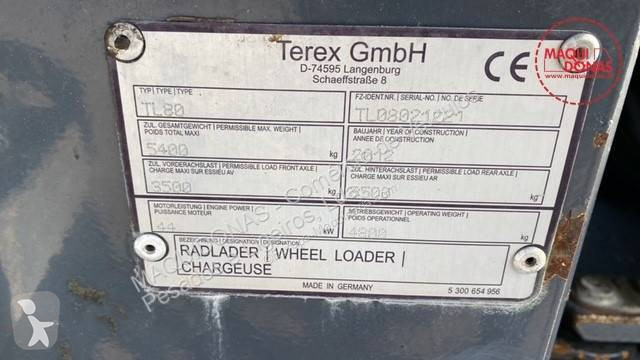 Terex GmbH
D-74595 Langenburg
Schaeffstraße 8
CE
MAQUI
DONAS
TYP | TYPE | TYPE
TL80
FZ-IDENT.NR. | SERIAL-NO. | NO. DE SERIE
TL08021221
ZUL. GESAMTGEWICHT | PERMISSIBLE MAX. WEIGHT |
POIDS TOTAL MAXI
5400
kg
BAUJAHR | YEAR OF CONSTRUCTION |
ANNEE DE CONSTRUCTION
2012
ZUL. VORDERACHSLAST | PERMISSIBLE LOAD FRONT AXLE |
CHARGE MAXI SUR ESSIEU AV
3500
kg
ZUL. HINTERACHSLAST | PERMISSIBLE LOAD REAR AXLE |
CHARGE MAXI SUR ESSIEU AR
3500
kg
MOTORLEISTUNG | ENGINE POWER |
PUISSANCE MOTEUR
44
kW
BETRIEBSGEWICHT | OPERATING WEIGHT |
POIDS OPERATIONNEL
4800
kg
BEZEICHNUNG | DESIGNATION | DESIGNATION
RADLADER | WHEEL LOADER |
CHARGEUSE
MADE IN GERMANY
5 300 654 956